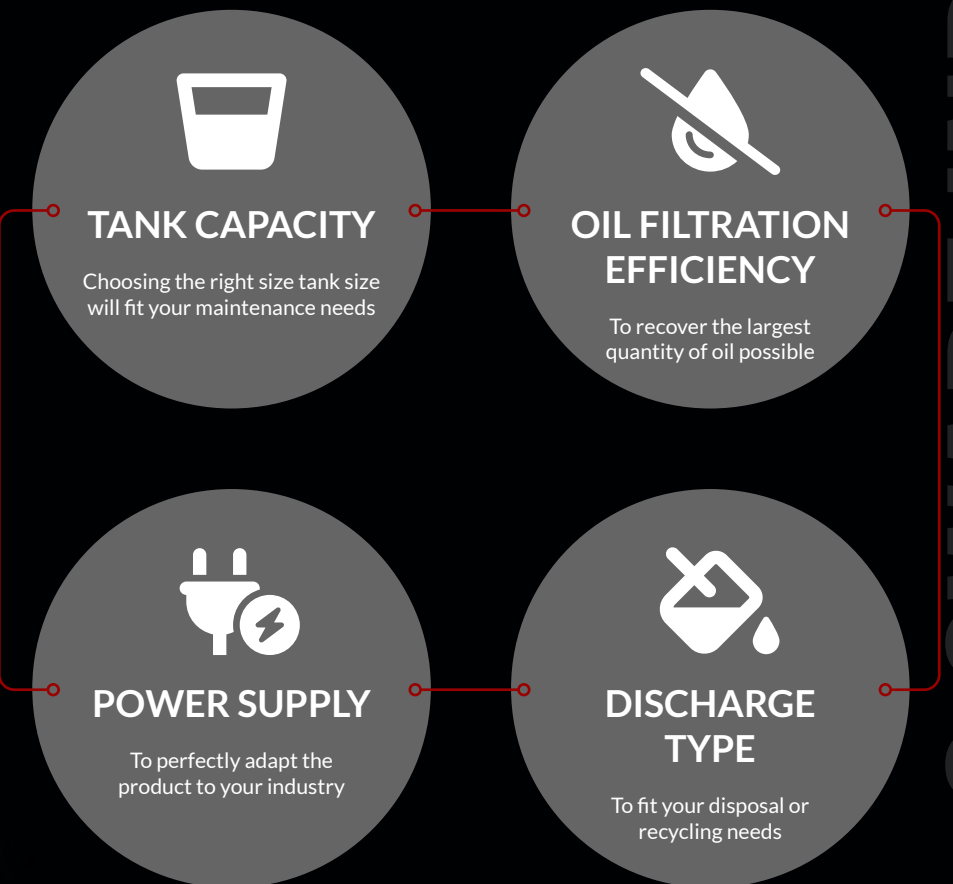 TANK CAPACITY
Choosing the right size tank size
will fit your maintenance needs
OIL FILTRATION
EFFICIENCY
To recover the largest
quantity of oil possible
POWER SUPPLY
To perfectly adapt the
product to your industry
DISCHARGE
TYPE
To fit your disposal or
recycling needs